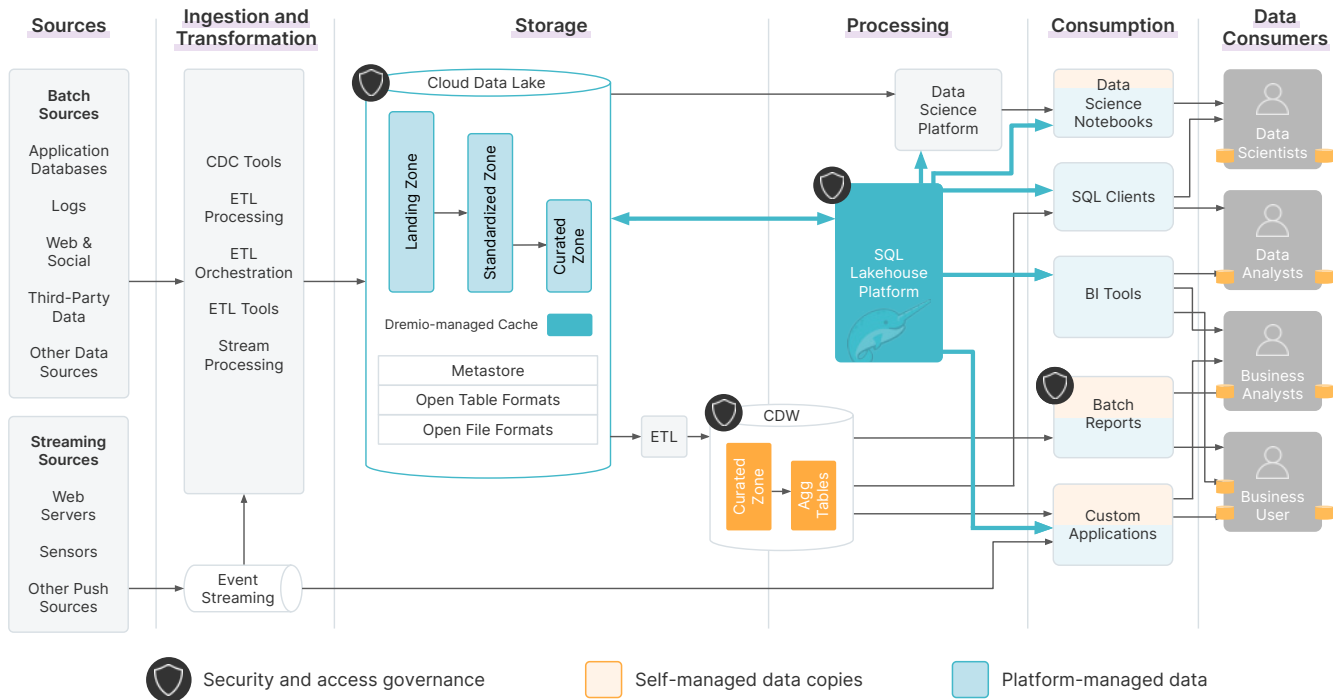 Sources
Ingestion and
Transformation
Storage
Processing
Consumption
Data
Consumers
Batch
Sources
Application
Databases
Logs
Web &
Social
Third-Party
Data
Other Data
Sources
Streaming
Sources
Web
Servers
Sensors
Other Push
Sources
CDC Tools
ETL
Processing
ETL
Orchestration
ETL Tools
Stream
Processing
Event
Streaming
Cloud Data Lake
Landing Zone
Standardized Zone
Curated
Zone
Dremio-managed Cache
Metastore
Open Table Formats
Open File Formats
ETL
CDW
Curated
Zone
Agg
Tables
Data
Science
Platform
SQL
Lakehouse
Platform
Data
Science
Notebooks
SQL Clients
BI Tools
Batch
Reports
Custom
Applications
Data
Scientists
Data
Analysts
Business
Analysts
Business
User
Security and access governance
Self-managed data copies
Platform-managed data